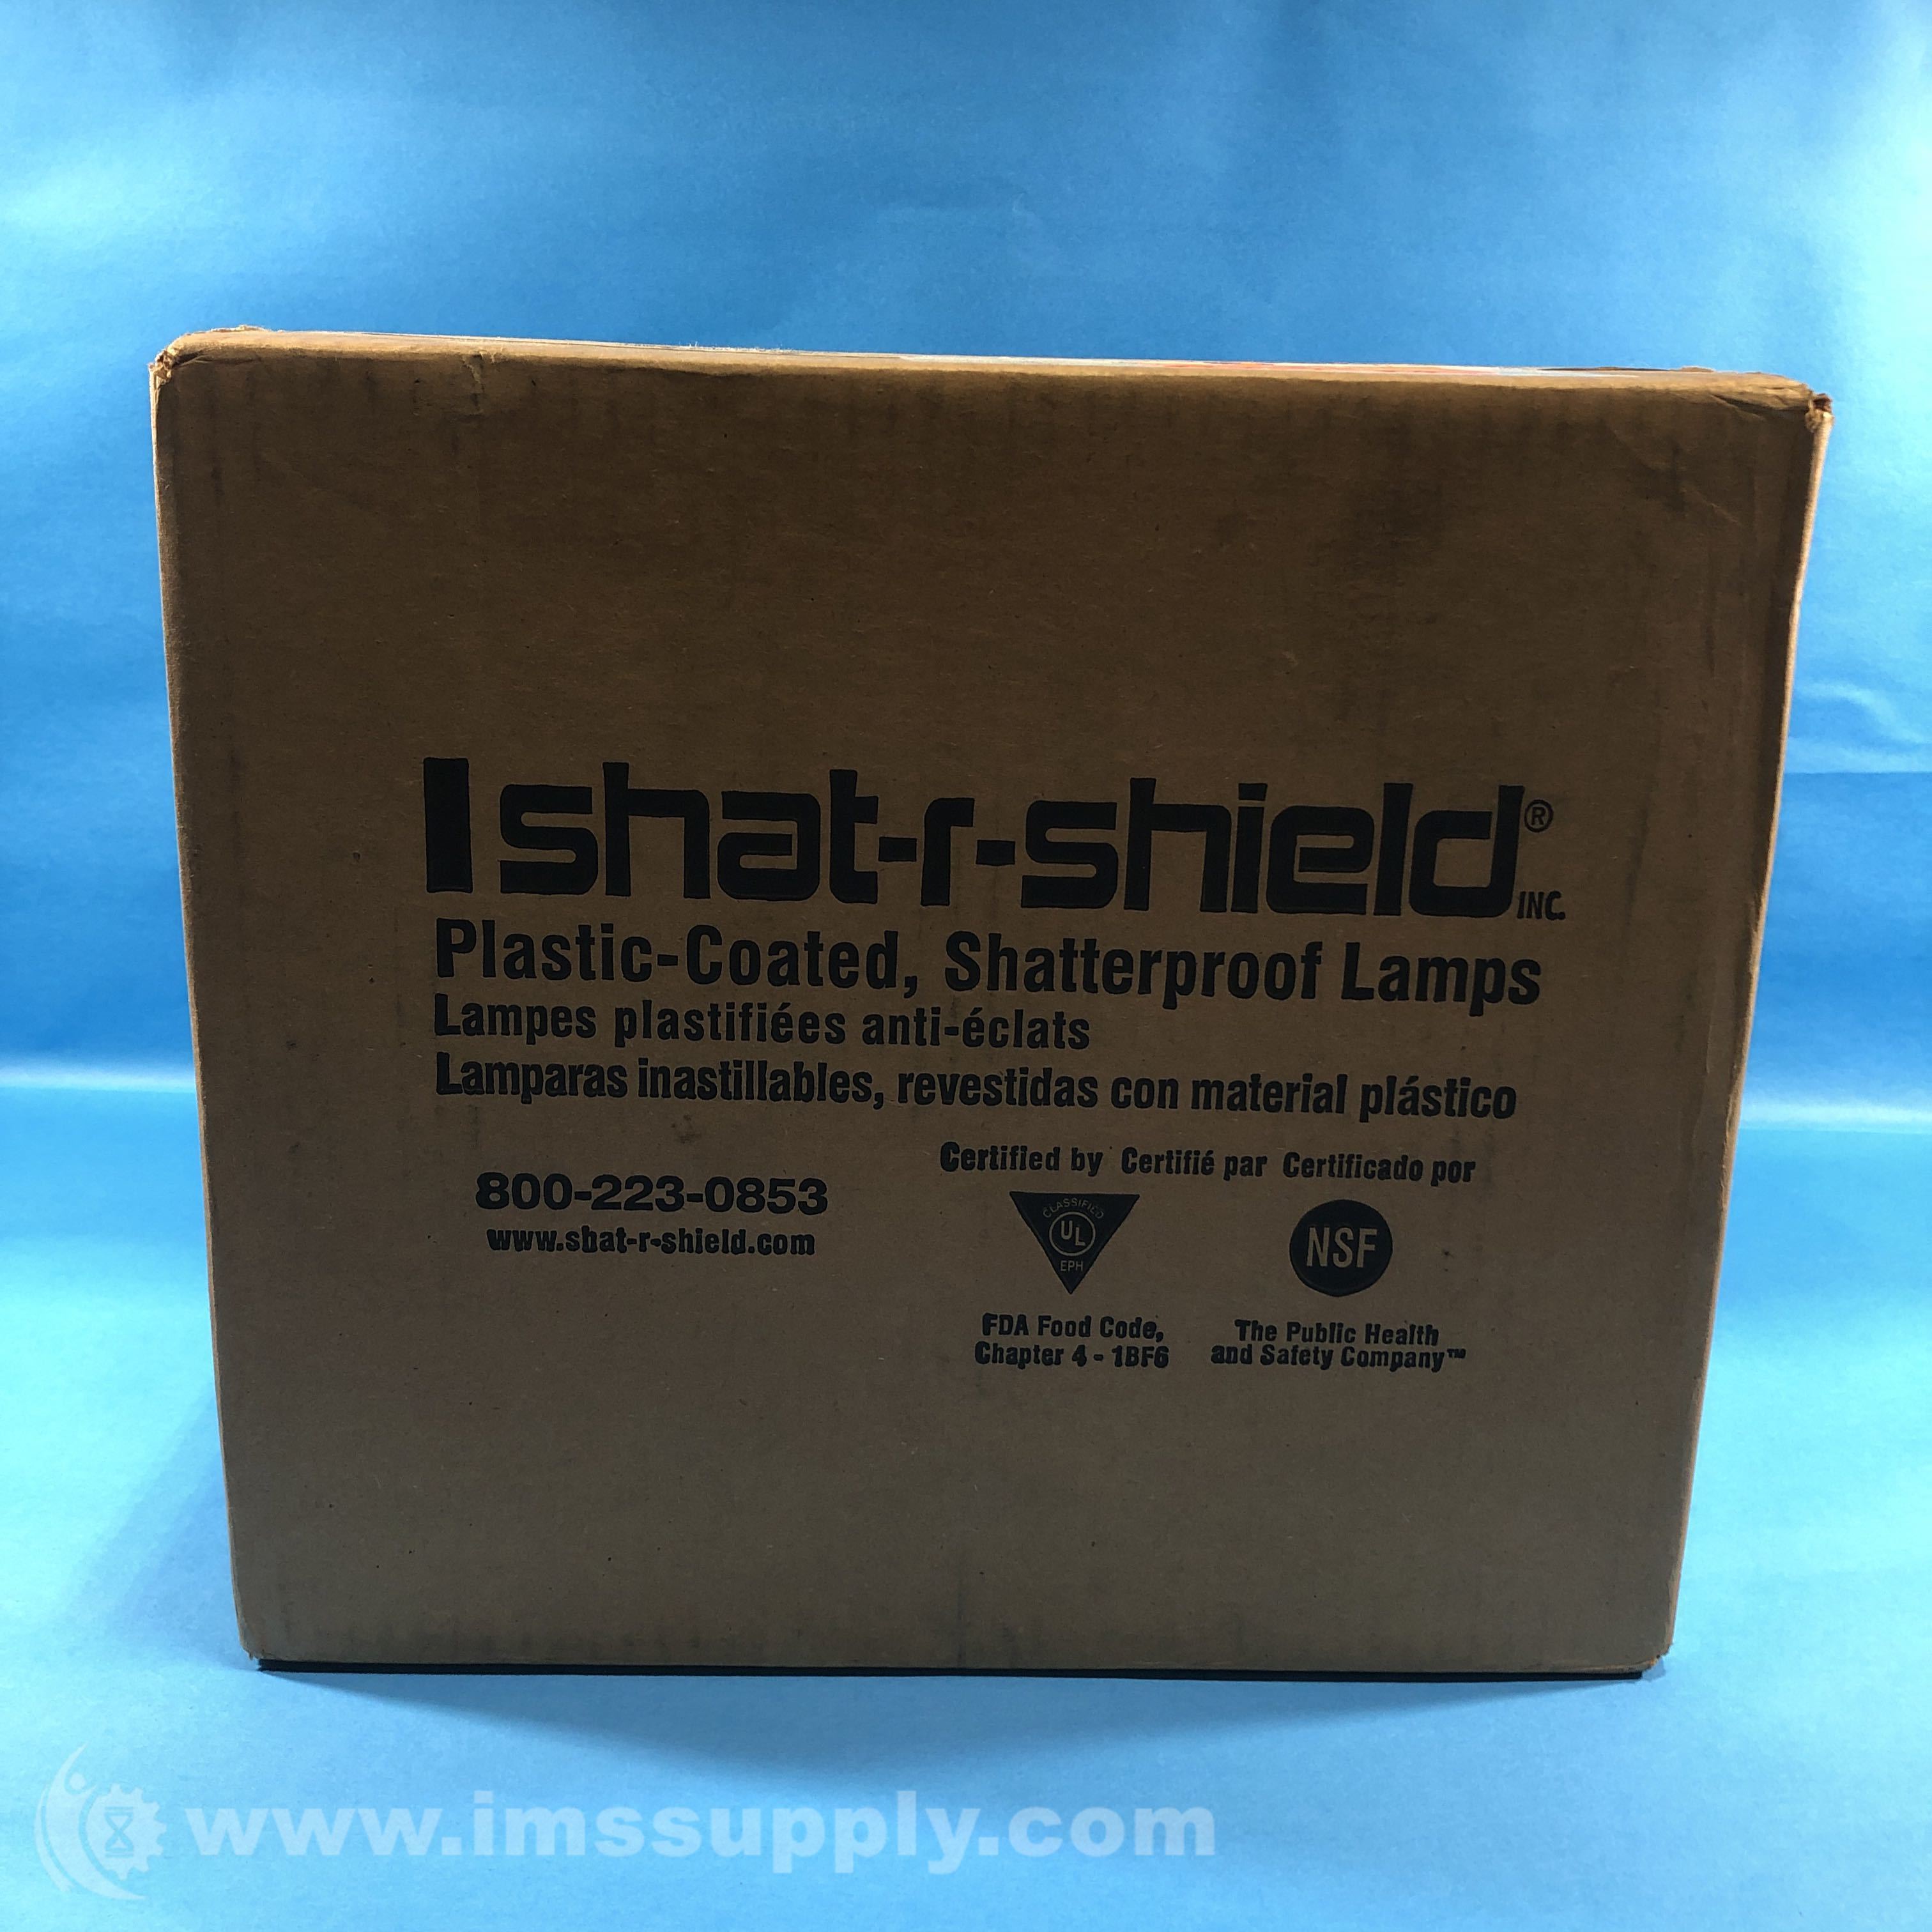 shat-r-shield®
INC.
Plastic-Coated, Shatterproof Lamps
Lampes plastifiées anti-éclats
Lamparas inastillables, revestidas con material plástico
800-223-0853
www.shat-r-shield.com
Certified by Certifié par Certificado por
CLASSIFIED
UL
EPH
FDA Food Code,
Chapter 4 - 1BF6
NSF
The Public Health
and Safety Company™
www.imssupply.com